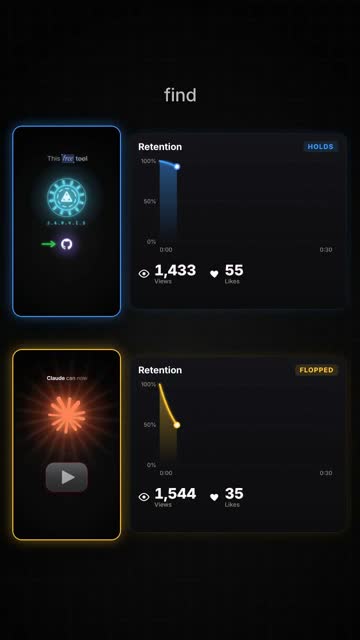 find
This free tool
J.A.R.V.I.S
Retention
HOLDS
100%
50%
0%
0:00
0:30
1,433
Views
55
Likes
Claude can now
Retention
FLOPPED
100%
50%
0%
0:00
0:30
1,544
Views
35
Likes